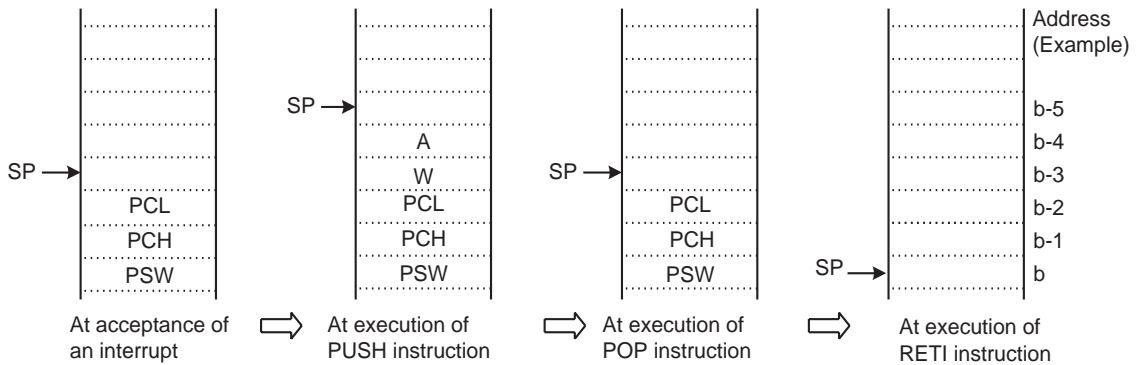 Address
(Example)
SP
b-5
A
b-4
SP
W
SP
b-3
PCL
PCL
PCL
b-2
PCH
PCH
PCH
b-1
PSW
PSW
PSW
SP
b
At acceptance of
an interrupt
At execution of
PUSH instruction
At execution of
POP instruction
At execution of
RETI instruction